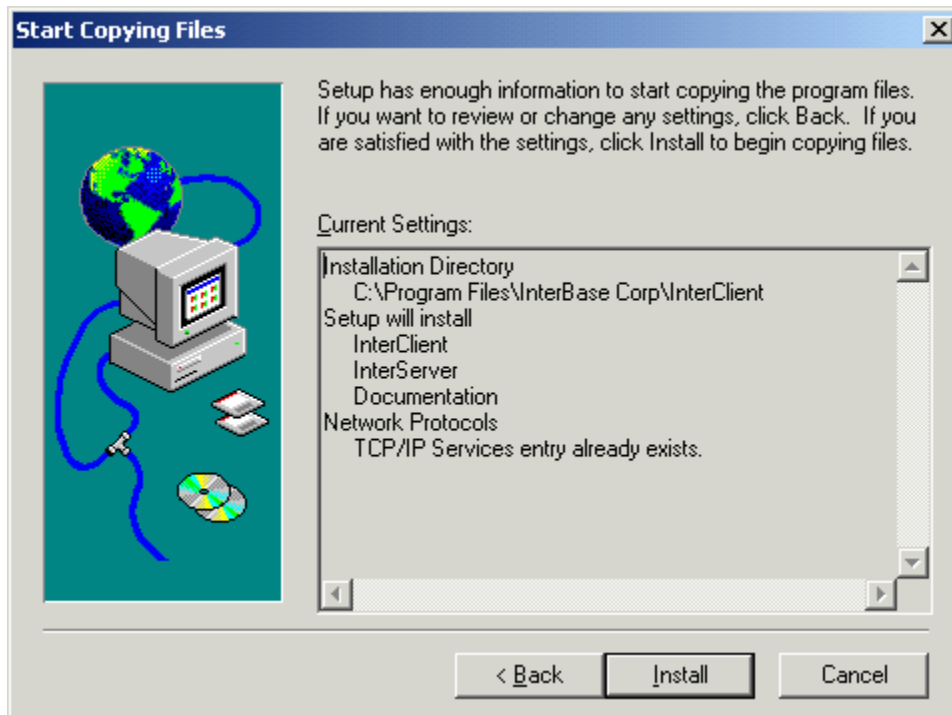 Start Copying Files
Setup has enough information to start copying the program files.
If you want to review or change any settings, click Back.  If you
are satisfied with the settings, click Install to begin copying files.
Current Settings:
Installation Directory
C:\Program Files\InterBase Corp\InterClient
Setup will install
InterClient
InterServer
Documentation
Network Protocols
TCP/IP Services entry already exists.
< Back
Install
Cancel